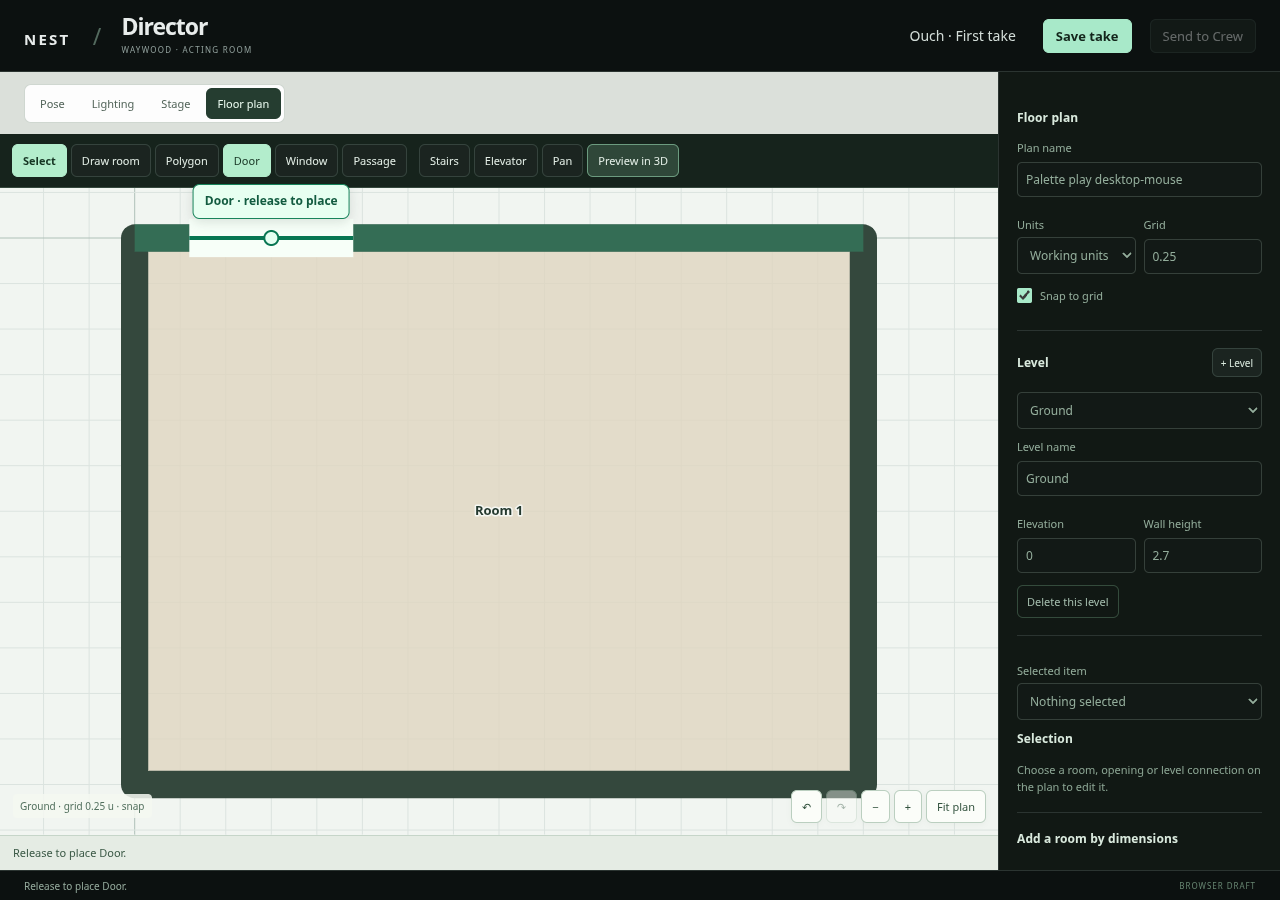 NEST / Director
WAYWOOD · ACTING ROOM
Ouch · First take
Save take
Send to Crew
Pose
Lighting
Stage
Floor plan
Select
Draw room
Polygon
Door
Window
Passage
Stairs
Elevator
Pan
Preview in 3D
Door · release to place
Room 1
Ground · grid 0.25 u · snap
↶
↷
−
+
Fit plan
Release to place Door.
Floor plan
Plan name
Palette play desktop-mouse
Units
Grid
Working units
0.25
Snap to grid
Level
+ Level
Ground
Level name
Ground
Elevation
Wall height
0
2.7
Delete this level
Selected item
Nothing selected
Selection
Choose a room, opening or level connection on
the plan to edit it.
Add a room by dimensions
Release to place Door.
BROWSER DRAFT